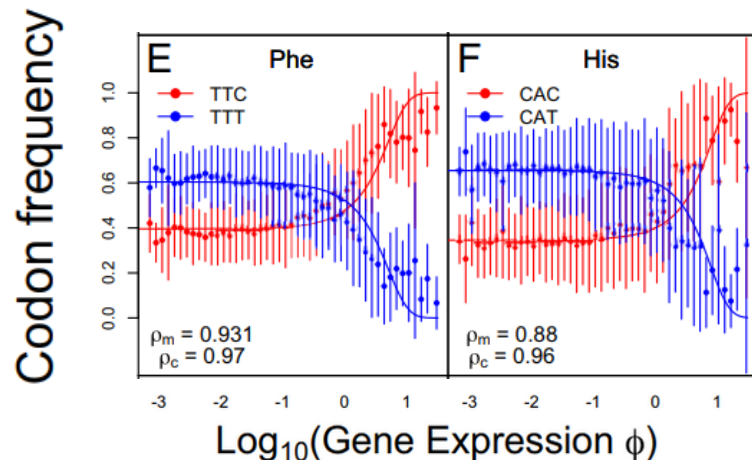 Codon frequency
E
Phe
TTC
TTT
ρm = 0.931
ρc = 0.97
F
His
CAC
CAT
ρm = 0.88
ρc = 0.96
1.0
0.8
0.6
0.4
0.2
0.0
-3 -2 -1 0 1
-3 -2 -1 0 1
Log10(Gene Expression ϕ)